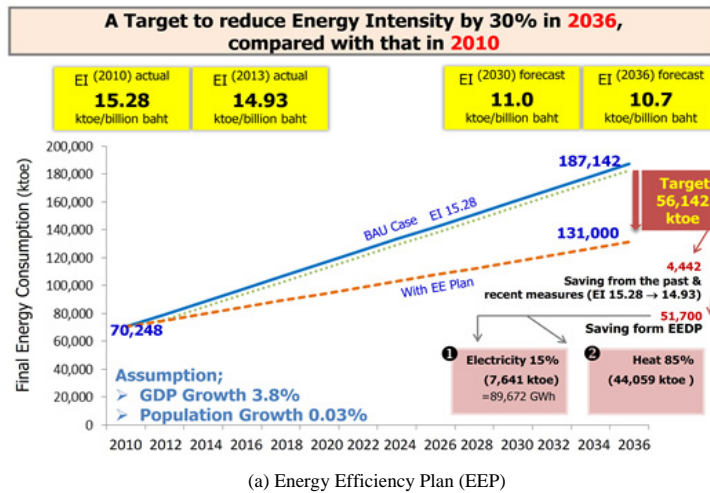 A Target to reduce Energy Intensity by 30% in 2036,
compared with that in 2010
EI (2010) actual
15.28
ktoe/billion baht
EI (2013) actual
14.93
ktoe/billion baht
EI (2030) forecast
11.0
ktoe/billion baht
EI (2036) forecast
10.7
ktoe/billion baht
Final Energy Consumption (ktoe)
200,000
180,000
160,000
140,000
120,000
100,000
80,000
60,000
40,000
20,000
0
187,142
BAU Case EI 15.28
131,000
With EE Plan
70,248
Target
56,142
ktoe
4,442
Saving from the past &
recent measures (EI 15.28 → 14.93)
51,700
Saving form EEDP
❶
Electricity 15%
(7,641 ktoe)
=89,672 GWh
❷
Heat 85%
(44,059 ktoe )
Assumption;
➢ GDP Growth 3.8%
➢ Population Growth 0.03%
2010 2012 2014 2016 2018 2020 2022 2024 2026 2028 2030 2032 2034 2036
(a) Energy Efficiency Plan (EEP)